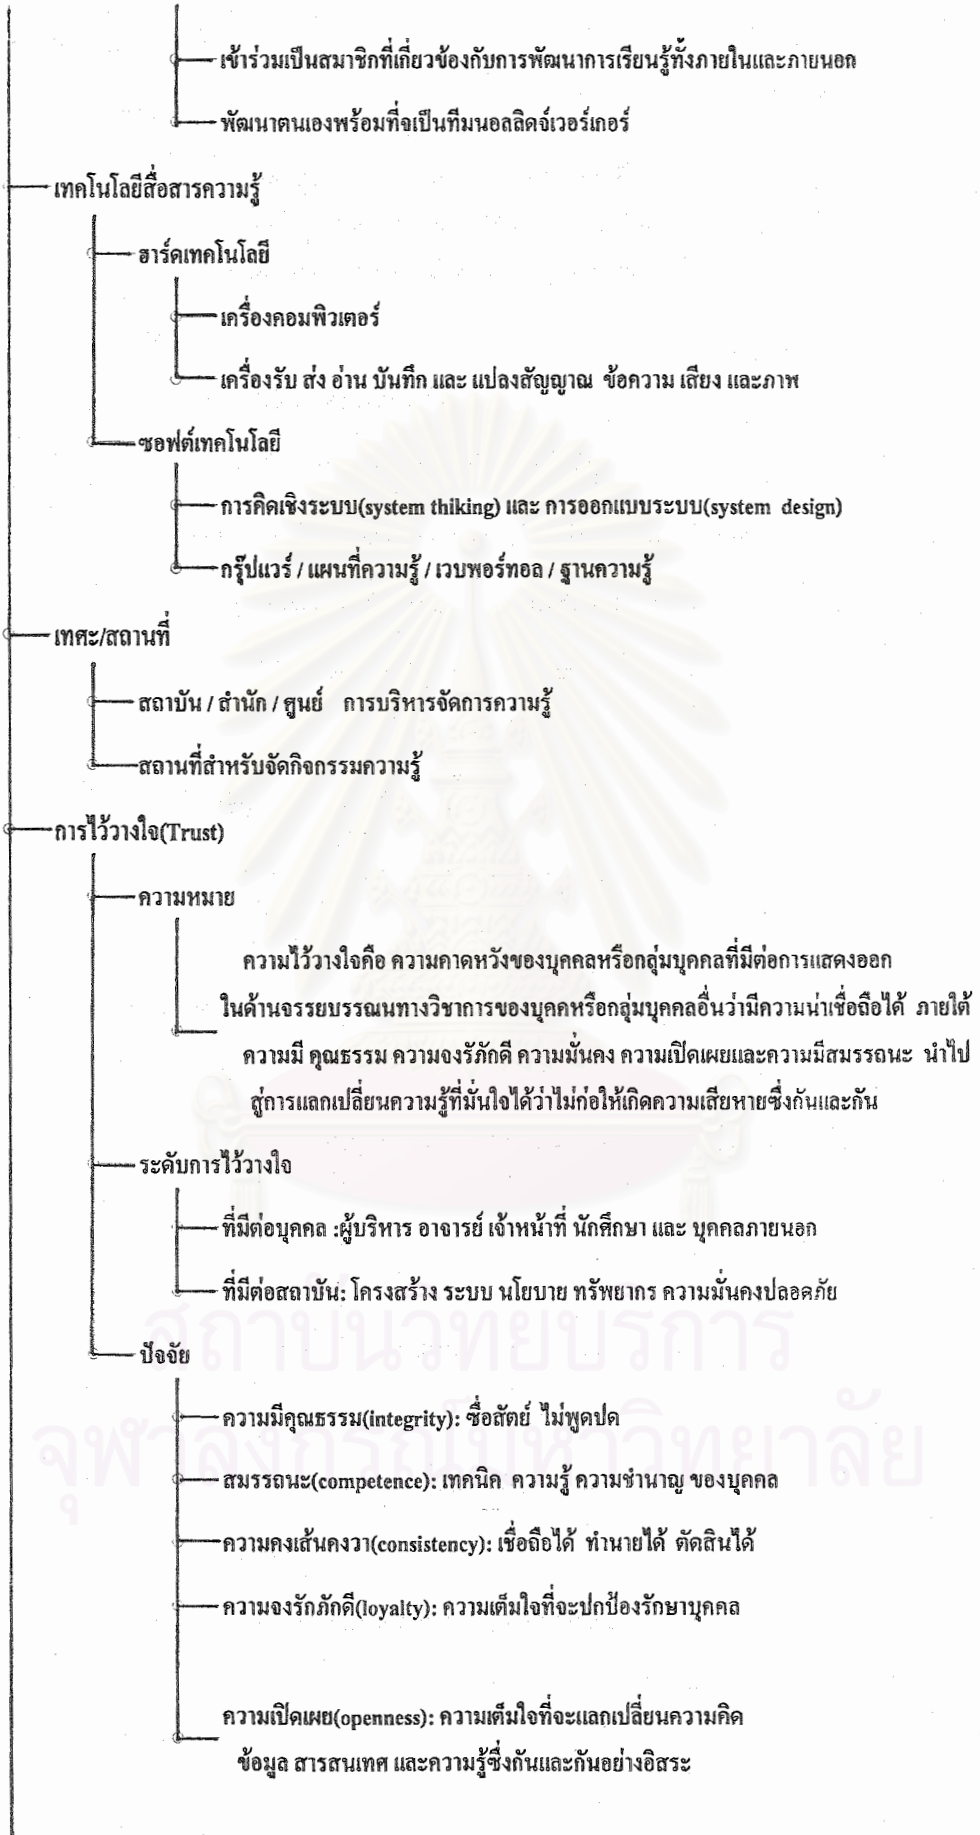 เข้าร่วมเป็นสมาชิกที่เกี่ยวข้องกับการพัฒนาการเรียนรู้ทั้งภายในและภายนอก
พัฒนาตนเองพร้อมที่จะเป็นทีมนอลลิดจ์เวอร์เกอร์
เทคโนโลยีสื่อสารความรู้
ฮาร์ดเทคโนโลยี
เครื่องคอมพิวเตอร์
เครื่องรับ ส่ง อ่าน บันทึก และ แปลงสัญญาณ ข้อความ เสียง และภาพ
ซอฟต์เทคโนโลยี
การคิดเชิงระบบ(system thiking) และ การออกแบบระบบ(system design)
กรุ๊ปแวร์ / แผนที่ความรู้ / เวบพอร์ทอล / ฐานความรู้
เทศะ/สถานที่
สถาบัน / สำนัก / ศูนย์ การบริหารจัดการความรู้
สถานที่สำหรับจัดกิจกรรมความรู้
การไว้วางใจ(Trust)
ความหมาย
ความไว้วางใจคือ ความคาดหวังของบุคคลหรือกลุ่มบุคคลที่มีต่อการแสดงออก
ในด้านจรรยบรรณทางวิชาการของบุคคหรือกลุ่มบุคคลอื่นว่ามีความน่าเชื่อถือได้ ภายใต้
ความมี คุณธรรม ความจงรัภักดี ความมั่นคง ความเปิดเผยและความมีสมรรถนะ นำไป
สู่การแลกเปลี่ยนความรู้ที่มั่นใจได้ว่าไม่ก่อให้เกิดความเสียหายซึ่งกันและกัน
ระดับการไว้วางใจ
ที่มีต่อบุคคล :ผู้บริหาร อาจารย์ เจ้าหน้าที่ นักศึกษา และ บุคคลภายนอก
ที่มีต่อสถาบัน: โครงสร้าง ระบบ นโยบาย ทรัพยากร ความมั่นคงปลอดภัย
สถาบันวิทยบริการ
ปัจจัย
ความมีคุณธรรม(integrity): ซื่อสัตย์ ไม่พูดปด
จุฬาลงกรณ์มหาวิทยาลัย
สมรรถนะ(competence): เทคนิค ความรู้ ความชำนาญ ของบุคคล
ความคงเส้นคงวา(consistency): เชื่อถือได้ ทำนายได้ ตัดสินได้
ความจงรักภักดี(loyalty): ความเต็มใจที่จะปกป้องรักษาบุคคล
ความเปิดเผย(openness): ความเต็มใจที่จะแลกเปลี่ยนความคิด
ข้อมูล สารสนเทศ และความรู้ซึ่งกันและกันอย่างอิสระ